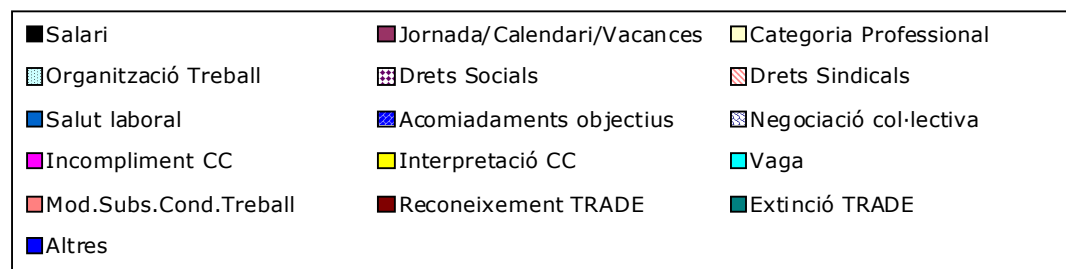 Salari Jornada/Calendari/Vacances Categoria Professional
Organització Treball Drets Socials Drets Sindicals
Salut laboral Acomiadaments objectius Negociació col·lectiva
Incompliment CC Interpretació CC Vaga
Mod.Subs.Cond.Treball Reconeixement TRADE Extinció TRADE
Altres